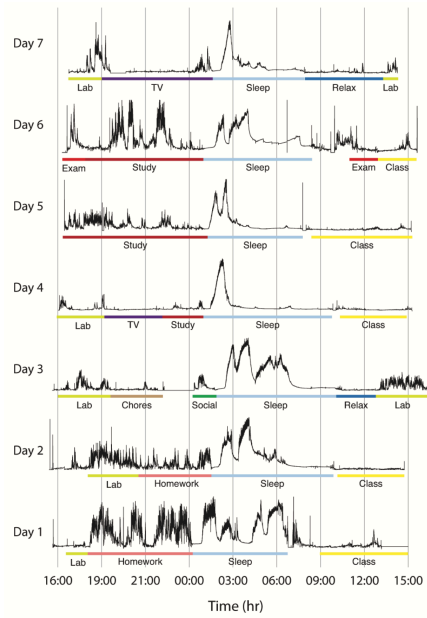 Day 7
Lab TV Sleep Relax Lab
Day 6
Exam Study Sleep Exam Class
Day 5
Study Sleep Class
Day 4
Lab TV Study Sleep Class
Day 3
Lab Chores Social Sleep Relax Lab
Day 2
Lab Homework Sleep Class
Day 1
Lab Homework Sleep Class
16:00 19:00 21:00 00:00 03:00 06:00 09:00 12:00 15:00
Time (hr)